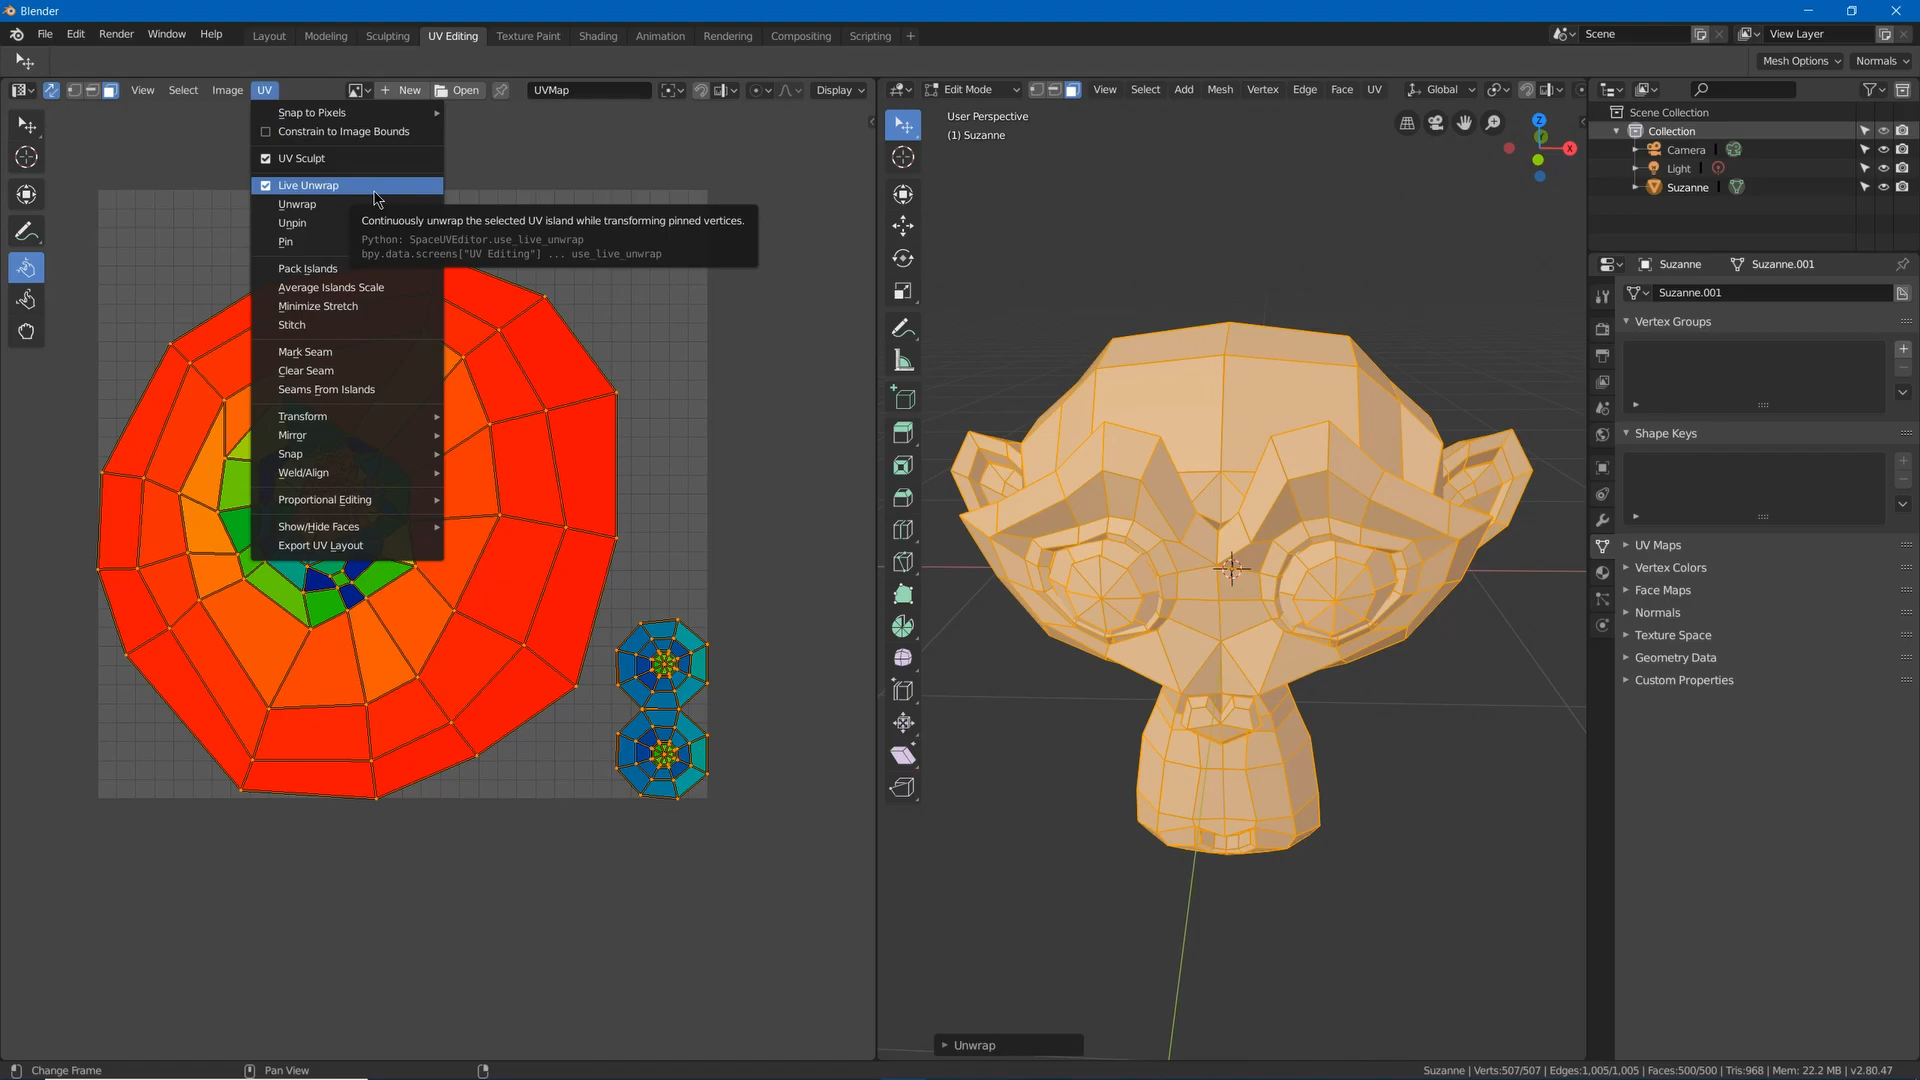 Blender
File Edit Render Window Help
Layout Modeling Sculpting UV Editing Texture Paint Shading Animation Rendering Compositing Scripting
Scene
View Layer
Mesh Options
Normals
View Select Image UV
New
Open
UVMap
Display
Snap to Pixels
Constrain to Image Bounds
UV Sculpt
Live Unwrap
Unwrap
Unpin
Pin
Pack Islands
Average Islands Scale
Minimize Stretch
Stitch
Mark Seam
Clear Seam
Seams From Islands
Transform
Mirror
Snap
Weld/Align
Proportional Editing
Show/Hide Faces
Export UV Layout
Continuously unwrap the selected UV island while transforming pinned vertices.
Python: SpaceUVEditor.use_live_unwrap
bpy.data.screens["UV Editing"] ... use_live_unwrap
Edit Mode
View Select Add Mesh Vertex Edge Face UV
Global
User Perspective
(1) Suzanne
Z
Y
X
Unwrap
Scene Collection
Collection
Camera
Light
Suzanne
Suzanne
Suzanne.001
Suzanne.001
Vertex Groups
Shape Keys
UV Maps
Vertex Colors
Face Maps
Normals
Texture Space
Geometry Data
Custom Properties
Change Frame
Pan View
Suzanne | Verts:507/507 | Edges:1,005/1,005 | Faces:500/500 | Tris:968 | Mem: 22.2 MB | v2.80.47